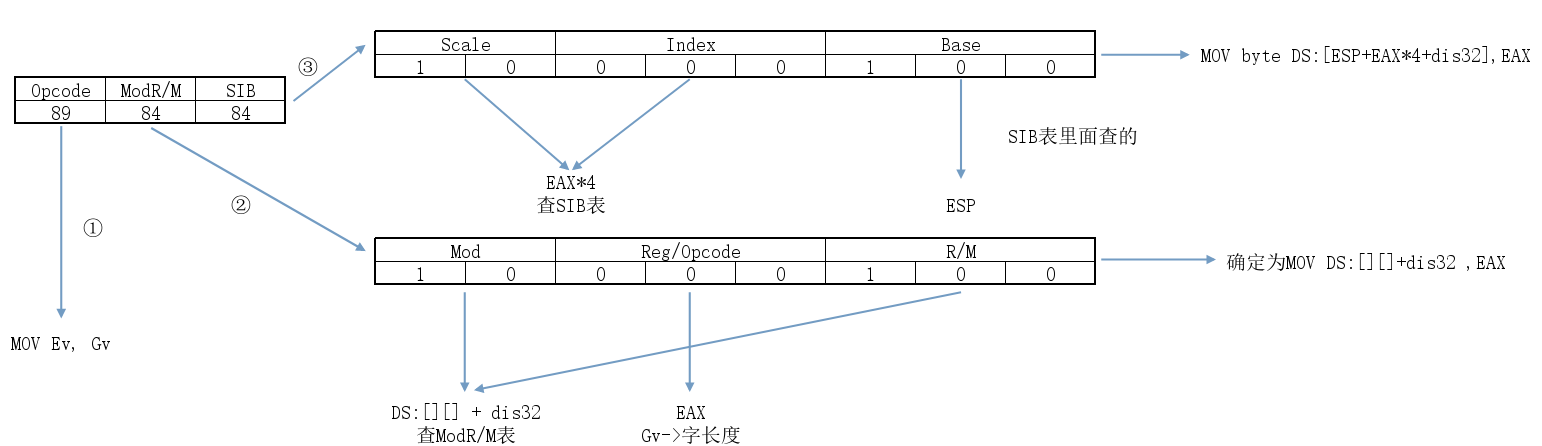 Opcode ModR/M SIB
89 84 84
①
MOV Ev, Gv
②
③
Scale Index Base
1 0 0 0 0 1 0 0
EAX*4
查SIB表
ESP
SIB表里面查的
MOV byte DS:[ESP+EAX*4+dis32],EAX
Mod Reg/Opcode R/M
1 0 0 0 0 1 0 0
DS:[][] + dis32
查ModR/M表
EAX
Gv->字长度
确定为MOV DS:[][]+dis32 ,EAX